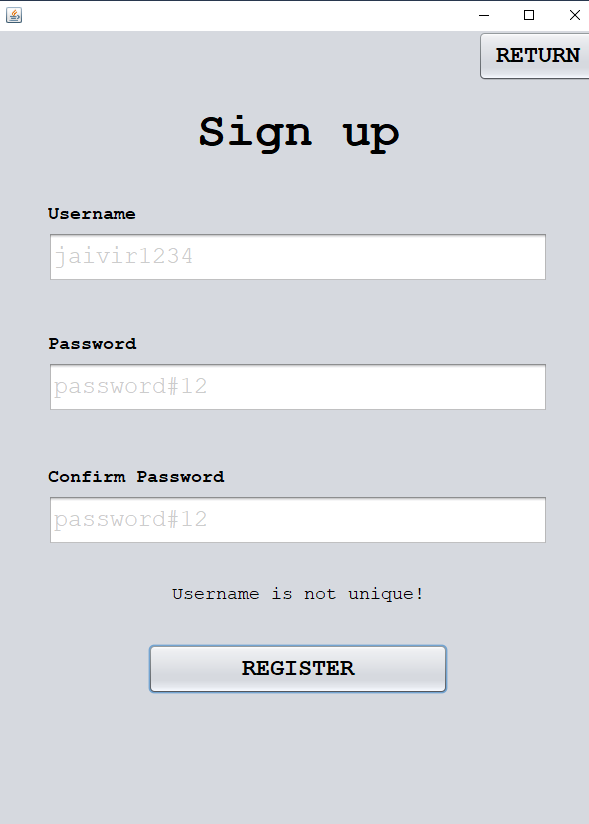 RETURN
Sign up
Username
jaivir1234
Password
password#12
Confirm Password
password#12
Username is not unique!
REGISTER